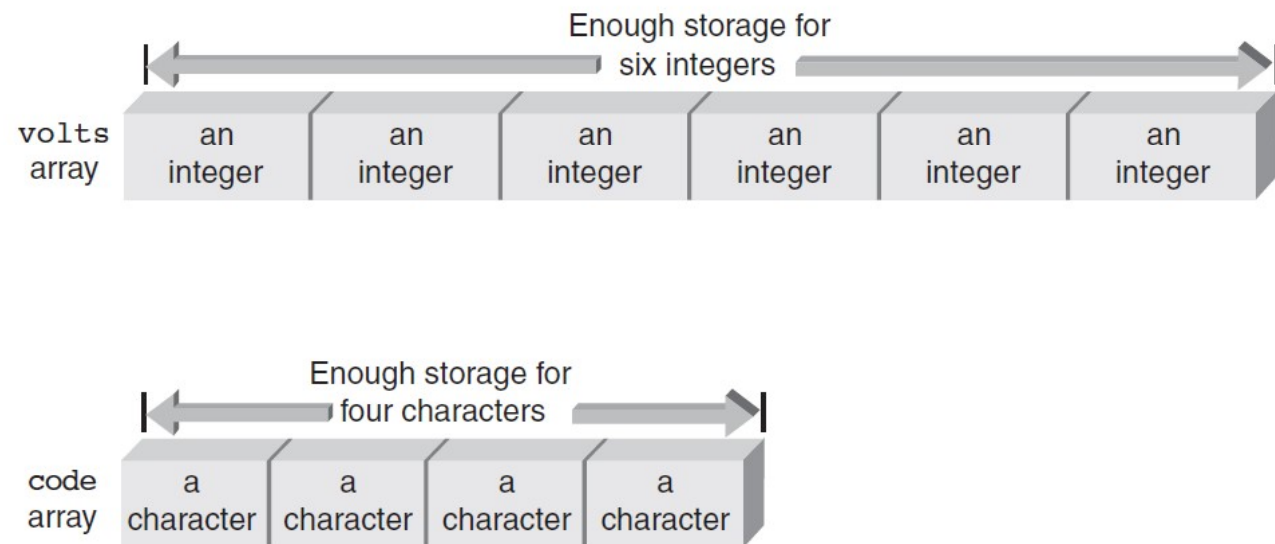 Enough storage for
six integers
volts
array
an
integer
an
integer
an
integer
an
integer
an
integer
an
integer
Enough storage for
four characters
code
array
a
character
a
character
a
character
a
character